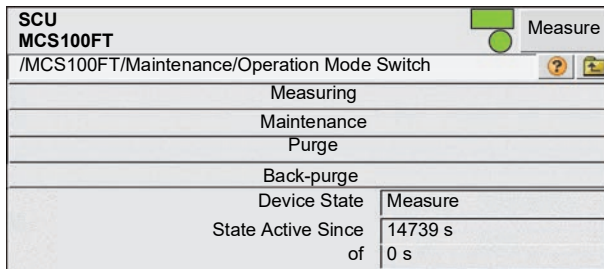 SCU
MCS100FT
Measure
/MCS100FT/Maintenance/Operation Mode Switch
?
Measuring
Maintenance
Purge
Back-purge
Device State Measure
State Active Since 14739 s
of 0 s